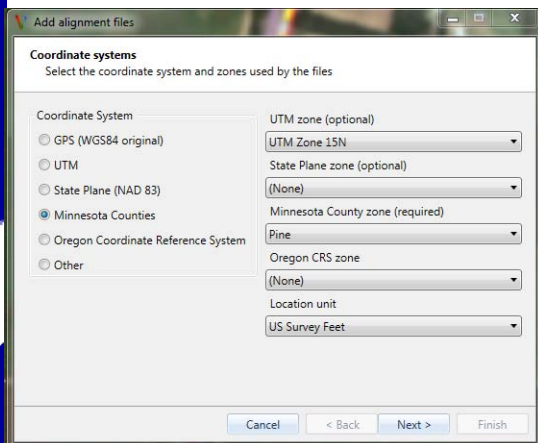 Add alignment files
Coordinate systems
Select the coordinate system and zones used by the files
Coordinate System
GPS (WGS84 original)
UTM
State Plane (NAD 83)
Minnesota Counties
Oregon Coordinate Reference System
Other
UTM zone (optional)
UTM Zone 15N
State Plane zone (optional)
(None)
Minnesota County zone (required)
Pine
Oregon CRS zone
(None)
Location unit
US Survey Feet
Cancel
< Back
Next >
Finish